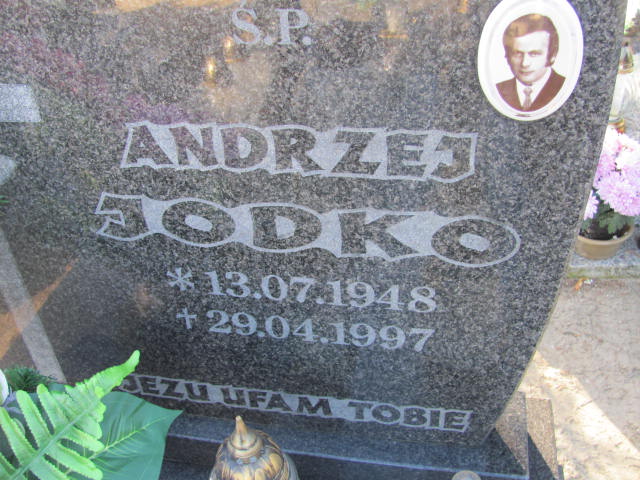 Ś.P.
ANDRZEJ
JODKO
* 13.07.1948
✝ 29.04.1997
JEZU UFAM TOBIE